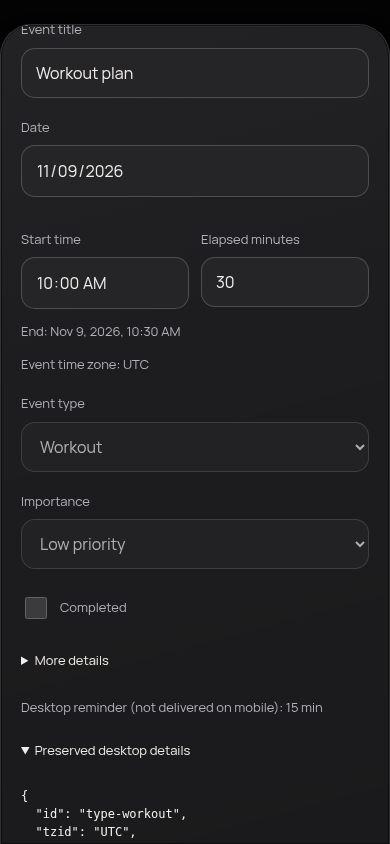 Event title
Workout plan
Date
11/09/2026
Start time
Elapsed minutes
10:00 AM
30
End: Nov 9, 2026, 10:30 AM
Event time zone: UTC
Event type
Workout
Importance
Low priority
Completed
More details
Desktop reminder (not delivered on mobile): 15 min
Preserved desktop details
{
"id": "type-workout",
"tzid": "UTC",